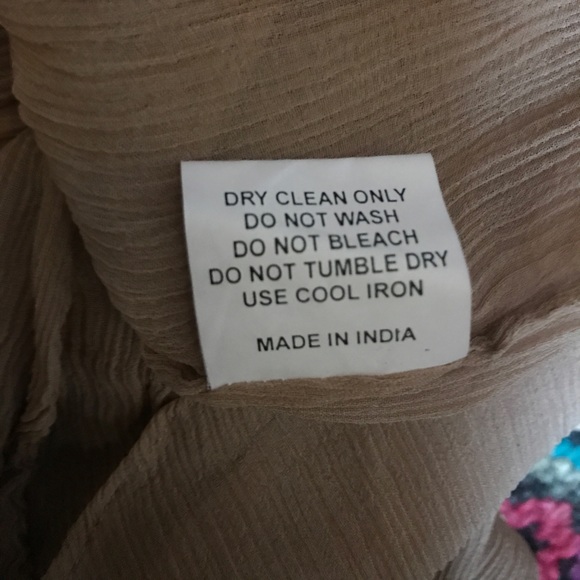 DRY CLEAN ONLY
DO NOT WASH
DO NOT BLEACH
DO NOT TUMBLE DRY
USE COOL IRON
MADE IN INDIA